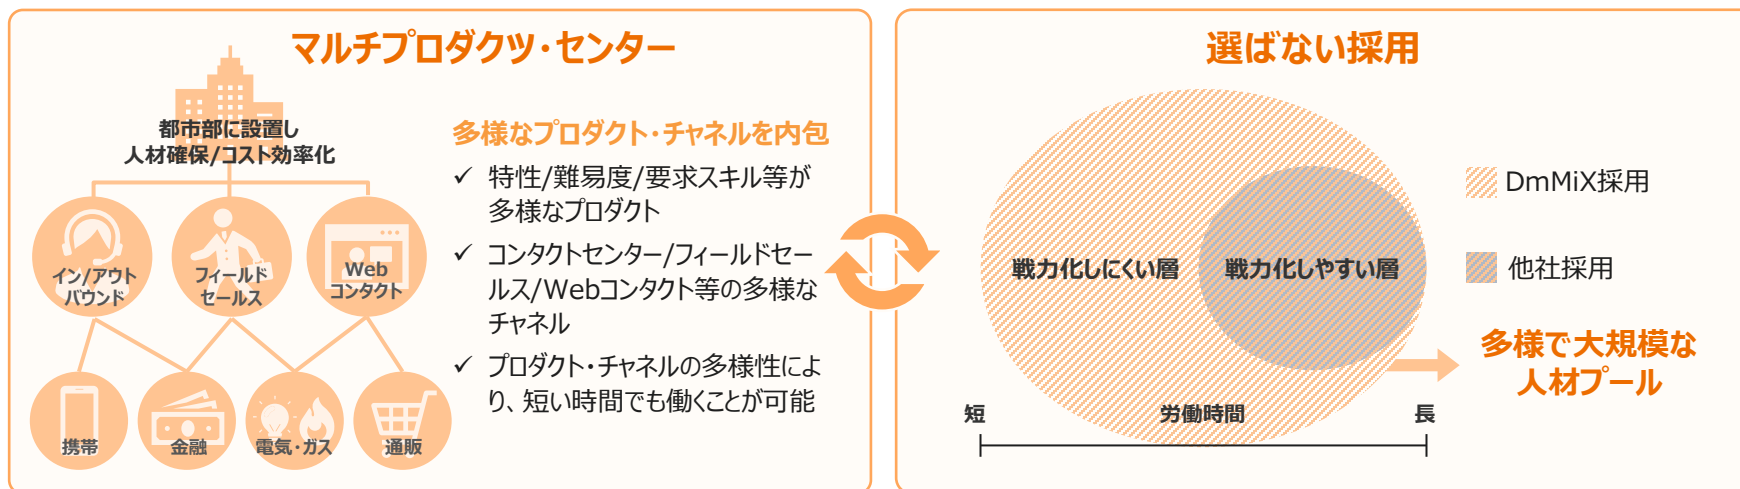 マルチプロダクツ・センター
都市部に設置し
人材確保/コスト効率化
イン/アウト
バウンド
フィールド
セールス
Web
コンタクト
携帯
金融
電気・ガス
通販
多様なプロダクト・チャネルを内包
✓ 特性/難易度/要求スキル等が
多様なプロダクト
✓ コンタクトセンター/フィールドセー
ルス/Webコンタクト等の多様な
チャネル
✓ プロダクト・チャネルの多様性によ
り、短い時間でも働くことが可能
選ばない採用
戦力化しにくい層
戦力化しやすい層
DmMiX採用
他社採用
多様で大規模な
人材プール
短
労働時間
長